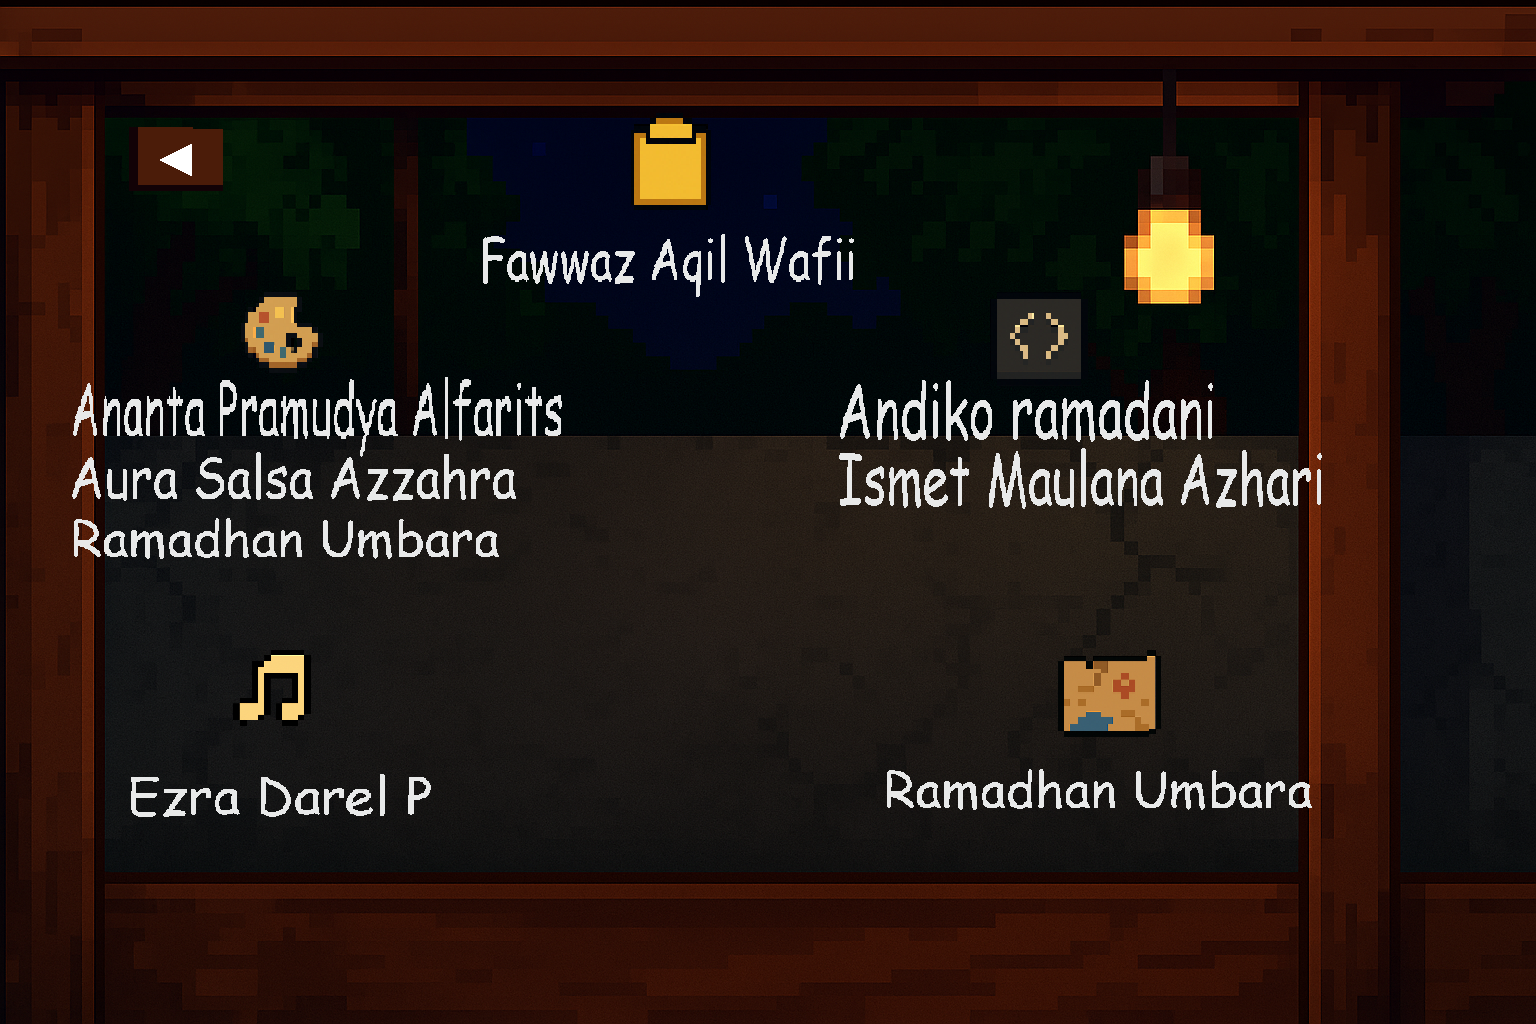 Fawwaz Aqil Wafii
Ananta Pramudya Alfarits
Aura Salsa Azzahra
Ramadhan Umbara
Andiko ramadani
Ismet Maulana Azhari
Ezra Darel P
Ramadhan Umbara